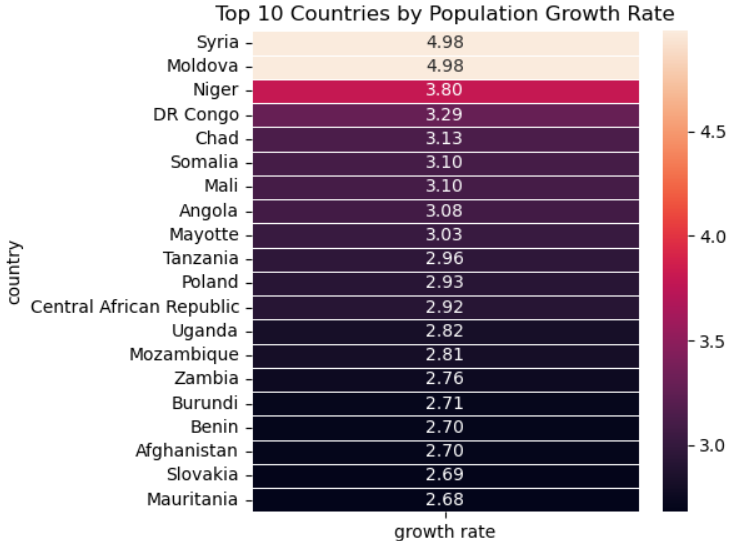 Top 10 Countries by Population Growth Rate
Syria 4.98
Moldova 4.98
Niger 3.80
DR Congo 3.29
Chad 3.13
Somalia 3.10
Mali 3.10
Angola 3.08
Mayotte 3.03
Tanzania 2.96
Poland 2.93
Central African Republic 2.92
Uganda 2.82
Mozambique 2.81
Zambia 2.76
Burundi 2.71
Benin 2.70
Afghanistan 2.70
Slovakia 2.69
Mauritania 2.68
country
growth rate
4.5
4.0
3.5
3.0